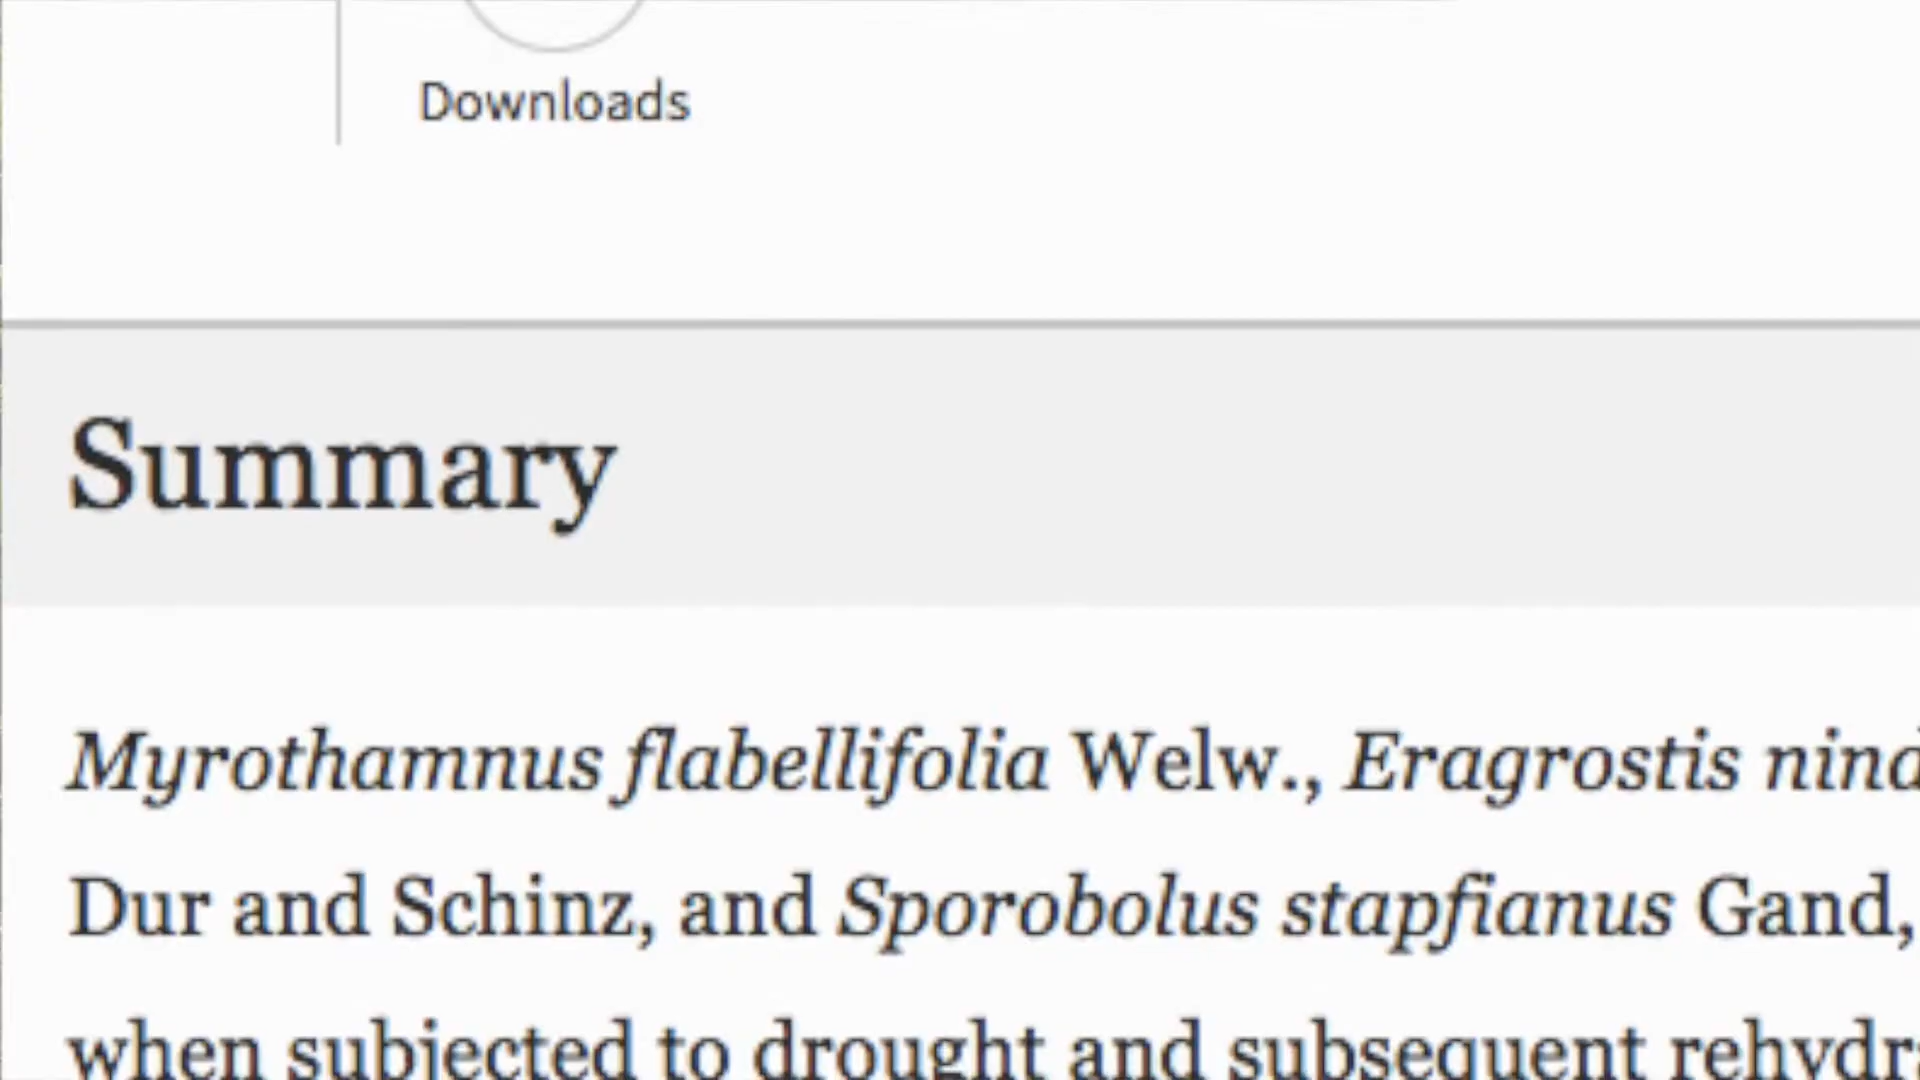 Downloads
Summary
Myrothamnus flabellifolia Welw., Eragrostis
Dur and Schinz, and Sporobolus stapfianus Gand,
when subjected to drought and subsequent